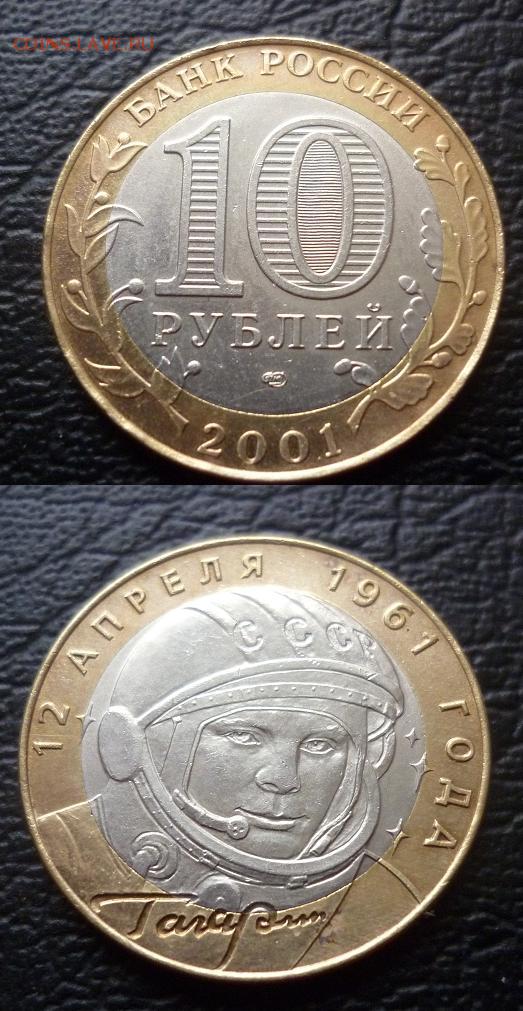 COINS.LAVE.RU
БАНК РОССИИ
10
РУБЛЕЙ
2001
12 АПРЕЛЯ 1961 ГОДА
СССР
Гагарин